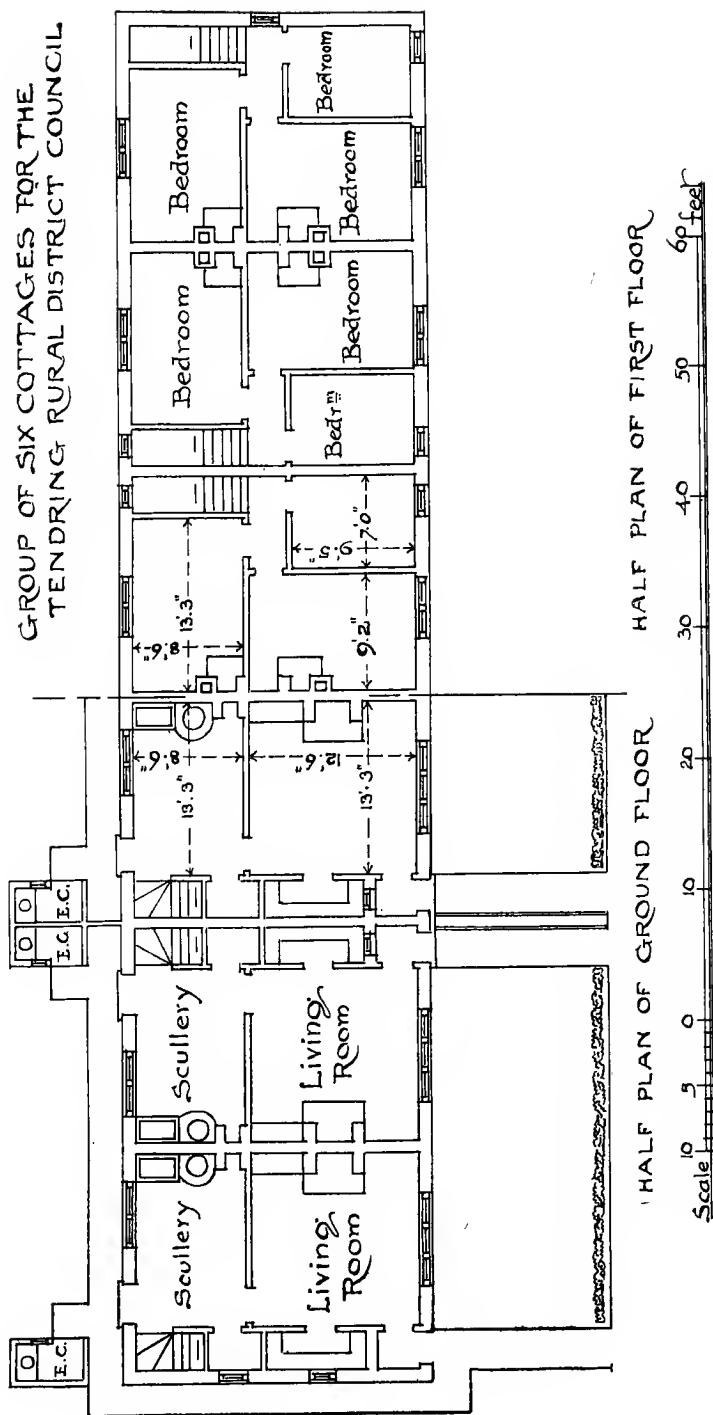 GROUP OF SIX COTTAGES FOR THE
TENDRING RURAL DISTRICT COUNCIL
E.C.
E.C.
E.C.
Scullery
Scullery
Living
Room
Living
Room
8'.6"
13'.3"
12'.6"
13'.3"
8'.6"
13'.3"
9'.2"
9'.5"
7'.0"
Bedroom
Bedroom
Bedrm
Bedroom
Bedroom
Bedroom
HALF PLAN OF GROUND FLOOR
HALF PLAN OF FIRST FLOOR
Scale 10 5 0 10 20 30 40 50 60 feet